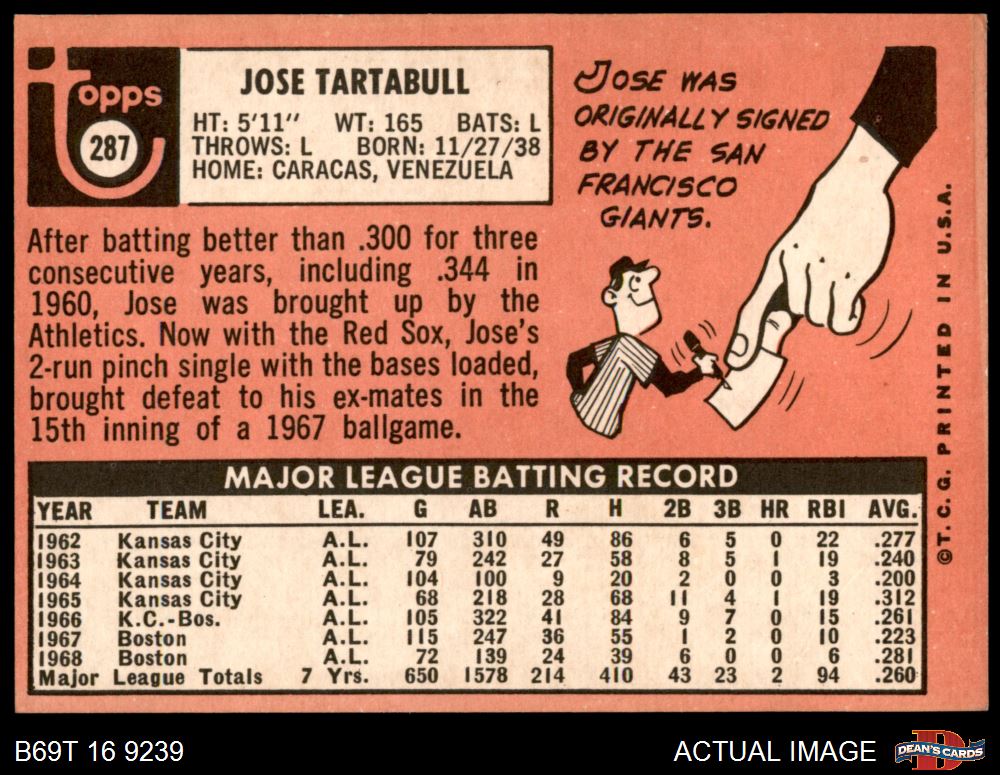 Topps
287
JOSE TARTABULL
HT: 5'11" WT: 165 BATS: L
THROWS: L BORN: 11/27/38
HOME: CARACAS, VENEZUELA
JOSE WAS
ORIGINALLY SIGNED
BY THE SAN
FRANCISCO
GIANTS.
After batting better than .300 for three
consecutive years, including .344 in
1960, Jose was brought up by the
Athletics. Now with the Red Sox, Jose's
2-run pinch single with the bases loaded,
brought defeat to his ex-mates in the
15th inning of a 1967 ballgame.
MAJOR LEAGUE BATTING RECORD
YEAR TEAM LEA. G AB R H 2B 3B HR RBI AVG.
1962 Kansas City A.L. 107 310 49 86 6 5 0 22 .277
1963 Kansas City A.L. 79 242 27 58 8 5 1 19 .240
1964 Kansas City A.L. 104 100 9 20 2 0 0 3 .200
1965 Kansas City A.L. 68 218 28 68 11 4 1 19 .312
1966 K.C.-Bos. A.L. 105 322 41 84 9 7 0 15 .261
1967 Boston A.L. 115 247 36 55 1 2 0 10 .223
1968 Boston A.L. 72 139 24 39 6 0 0 6 .281
Major League Totals 7 Yrs. 650 1578 214 410 43 23 2 94 .260
©T. C. G. PRINTED IN U.S.A.
B69T 16 9239
ACTUAL IMAGE
D
DEAN'S CARDS